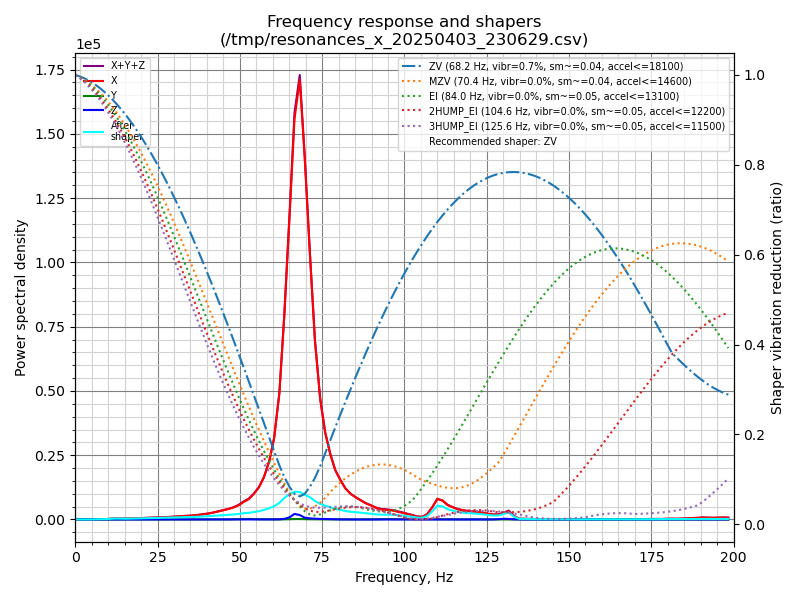 Frequency response and shapers
(/tmp/resonances_x_20250403_230629.csv)
1e5
X+Y+Z
X
Y
Z
After
shaper
ZV (68.2 Hz, vibr=0.7%, sm~=0.04, accel<=18100)
MZV (70.4 Hz, vibr=0.0%, sm~=0.04, accel<=14600)
EI (84.0 Hz, vibr=0.0%, sm~=0.05, accel<=13100)
2HUMP_EI (104.6 Hz, vibr=0.0%, sm~=0.05, accel<=12200)
3HUMP_EI (125.6 Hz, vibr=0.0%, sm~=0.05, accel<=11500)
Recommended shaper: ZV
Power spectral density
1.75
1.50
1.25
1.00
0.75
0.50
0.25
0.00
1.0
0.8
0.6
0.4
0.2
0.0
Shaper vibration reduction (ratio)
0 25 50 75 100 125 150 175 200
Frequency, Hz